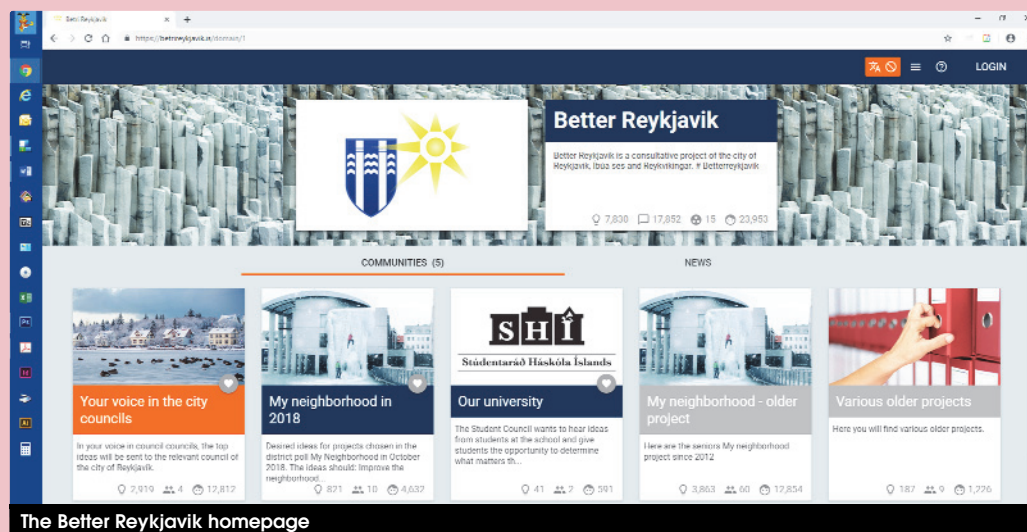 Betri Reykjavík
https://betrireykjavik.is/domain/1
LOGIN
Better Reykjavik
Better Reykjavik is a consultative project of the city of
Reykjavik, Ibúa ses and Reykvikingar. # Betterreykjavik
7,830 17,852 15 23,953
COMMUNITIES (5)
NEWS
Your voice in the city
councils
In your voice in council councils, the top
ideas will be sent to the relevant council of
the city of Reykjavik.
2,919 4 12,812
My neighborhood in
2018
Desired ideas for projects chosen in the
district poll My Neighborhood in October
2018. The ideas should: Improve the
neighborhood...
821 10 4,632
SHÍ
Stúdentaráð Háskóla Íslands
Our university
The Student Council wants to hear ideas
from students at the school and give
students the opportunity to determine
what matters th...
41 2 591
My neighborhood - older
project
Here are the seniors My neighborhood
project since 2012
3,863 60 12,854
Various older projects
Here you will find various older projects.
187 9 1,226
The Better Reykjavik homepage